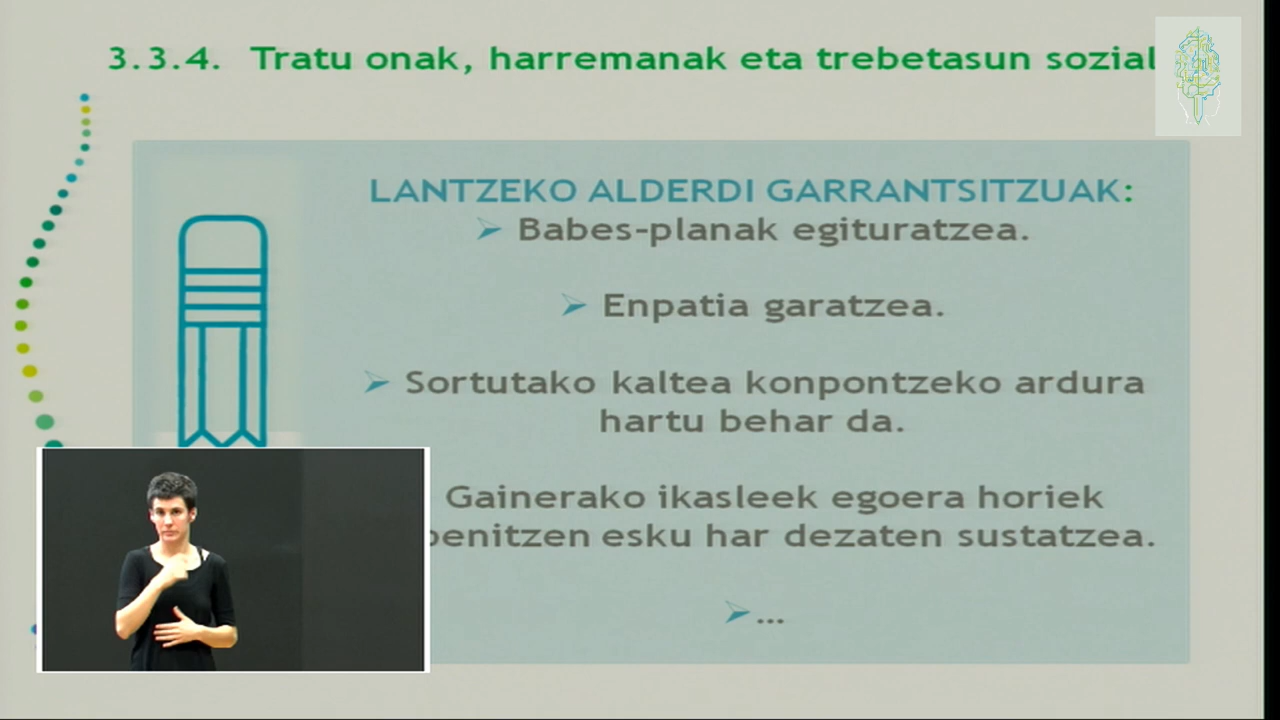 3.3.4. Tratu onak, harremanak eta trebetasun
LANTZEKO ALDERDI GARRANTSITZUAK:
➢ Babes-planak egituratzea.
➢ Enpatia garatzea.
➢ Sortutako kaltea konpontzeko ardura
hartu behar da.
Gainerako ikasleek egoera horiek
esku har dezaten sustatzea.
➢...